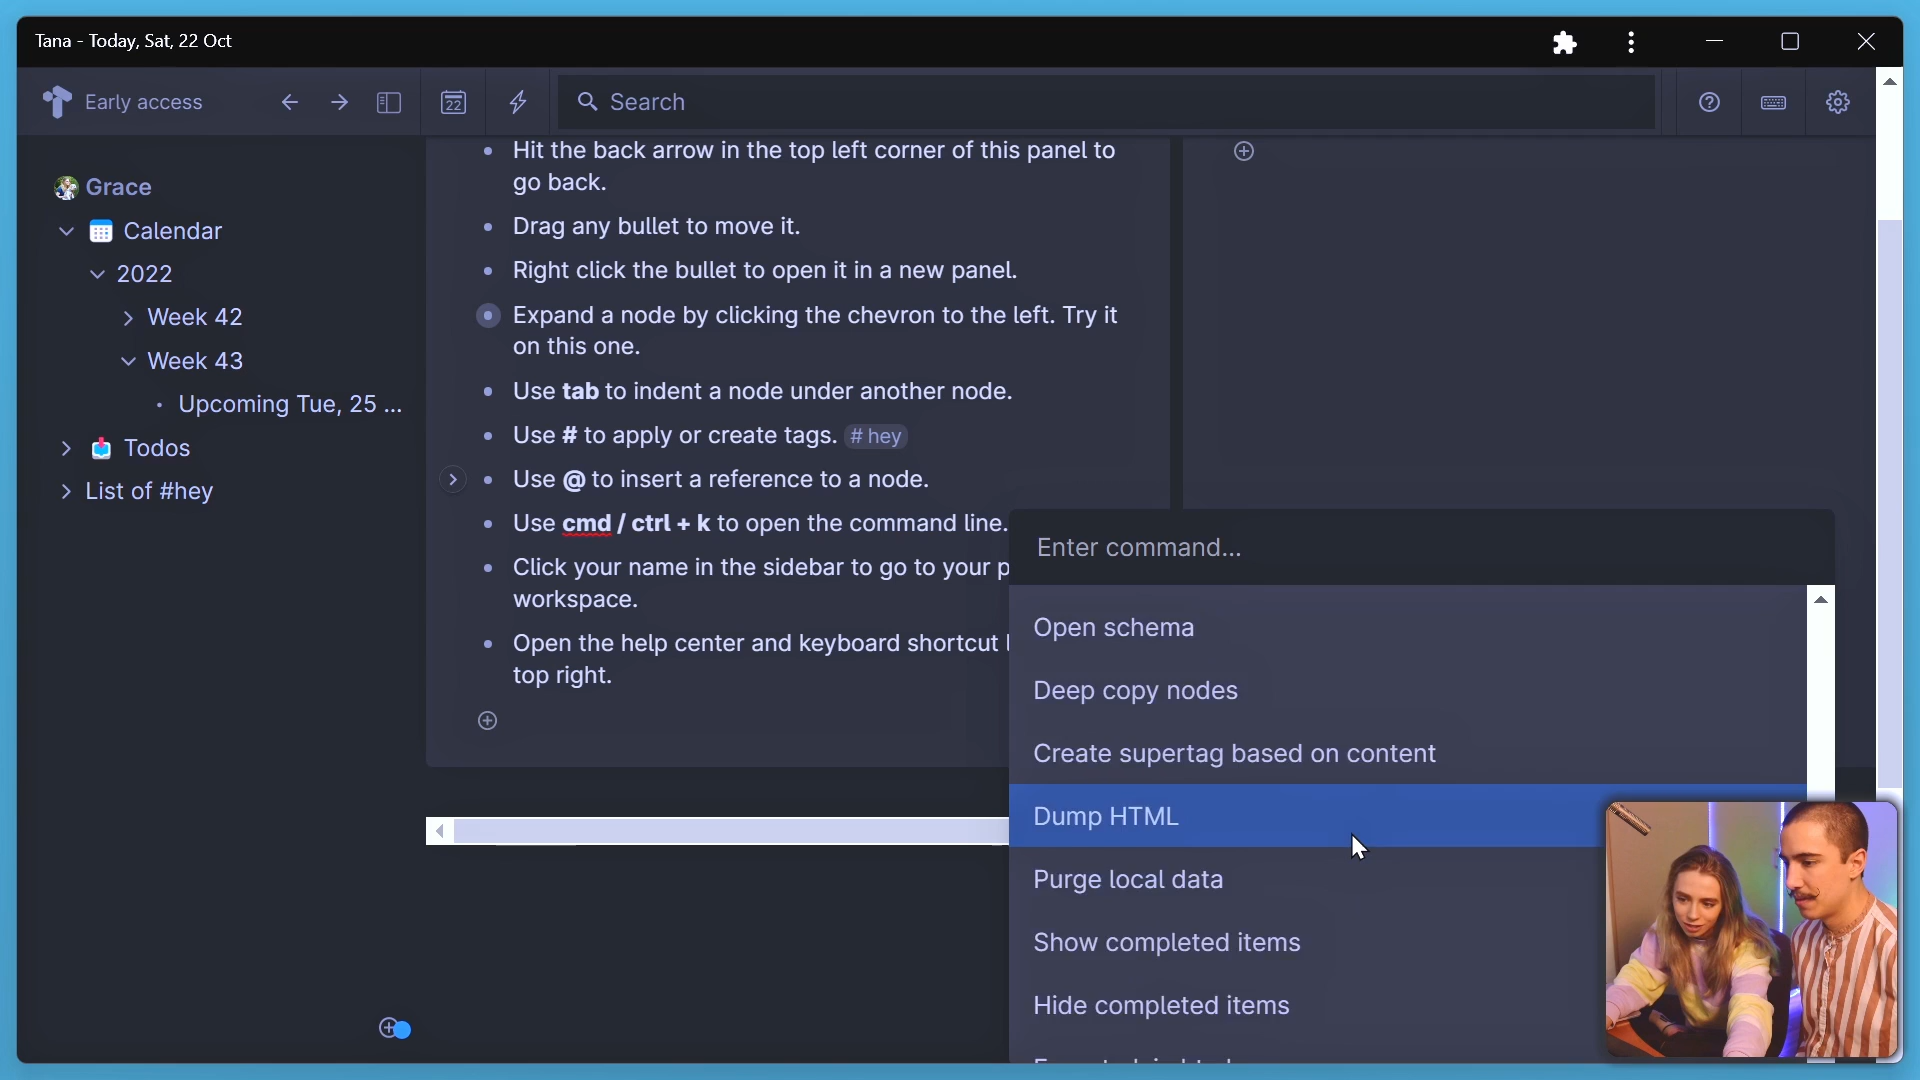 Tana - Today, Sat, 22 Oct
Early access
22
Search
Grace
Calendar
2022
Week 42
Week 43
Upcoming Tue, 25 ...
Todos
List of #hey
Hit the back arrow in the top left corner of this panel to
go back.
Drag any bullet to move it.
Right click the bullet to open it in a new panel.
Expand a node by clicking the chevron to the left. Try it
on this one.
Use tab to indent a node under another node.
Use # to apply or create tags. # hey
Use @ to insert a reference to a node.
Use cmd / ctrl + k to open the command line.
Click your name in the sidebar to go to your p
workspace.
Open the help center and keyboard shortcut
top right.
Enter command...
Open schema
Deep copy nodes
Create supertag based on content
Dump HTML
Purge local data
Show completed items
Hide completed items